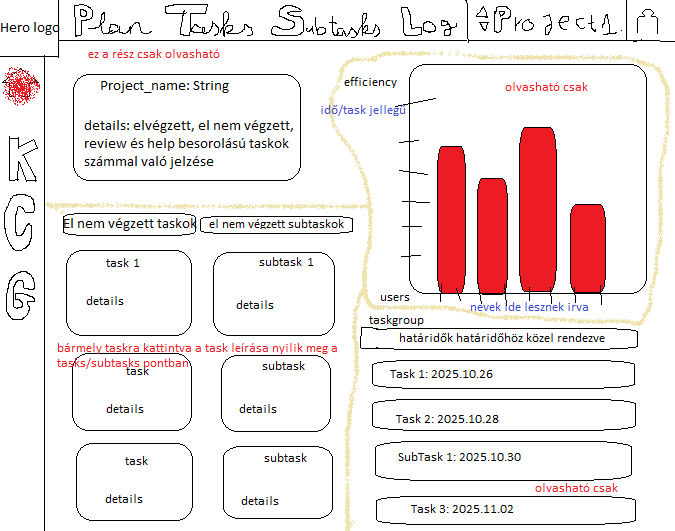 Hero logo
Plan Tasks Subtasks Log Project1.
ez a rész csak olvasható
Project_name: String
details: elvégzett, el nem végzett,
review és help besorolású taskok
számmal való jelzése
efficiency
olvasható csak
idő/task jellegű
K
C
G
El nem végzett taskok
el nem végzett subtaskok
task 1
details
subtask 1
details
users
nevek ide lesznek irva
taskgroup
határidők határidőhöz közel rendezve
bármely taskra kattintva a task leírása nyilik meg a
tasks/subtasks pontban
task
details
subtask
details
Task 1: 2025.10.26
Task 2: 2025.10.28
task
details
subtask
details
SubTask 1: 2025.10.30
olvasható csak
Task 3: 2025.11.02